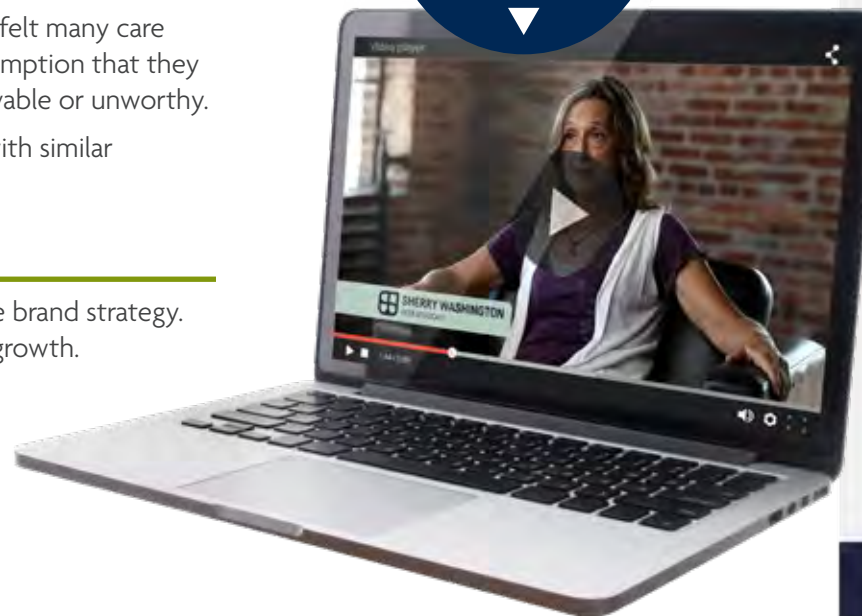 felt many care
mption that they
vable or unworthy.
ith similar
e brand strategy.
growth.
Video player
SHERRY WASHINGTON